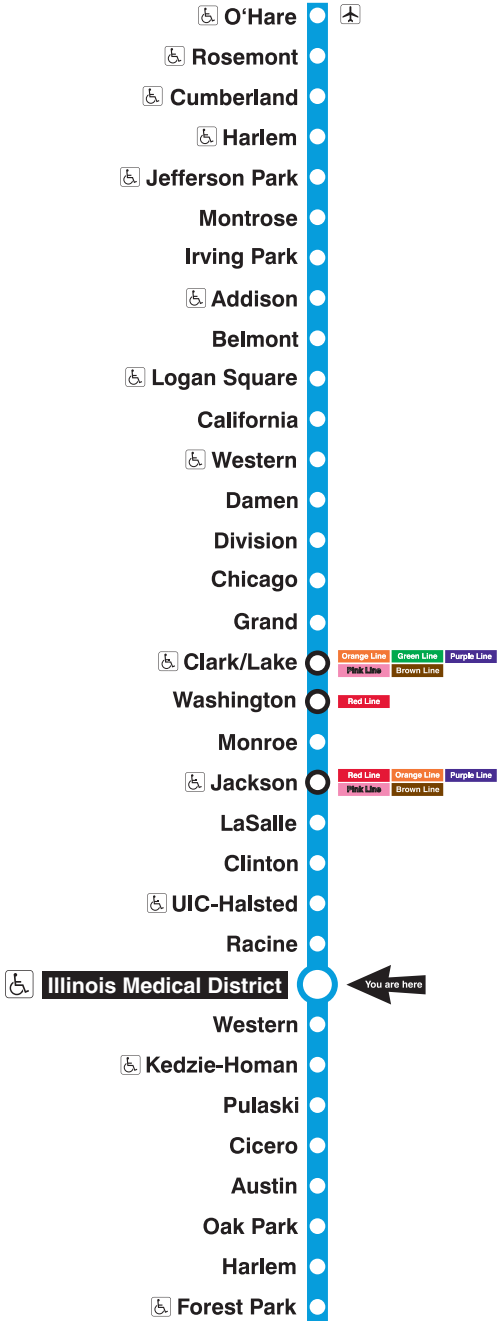 O‘Hare
Rosemont
Cumberland
Harlem
Jefferson Park
Montrose
Irving Park
Addison
Belmont
Logan Square
California
Western
Damen
Division
Chicago
Grand
Clark/Lake
Orange Line Green Line Purple Line
Pink Line Brown Line
Washington
Red Line
Monroe
Jackson
Red Line Orange Line Purple Line
Pink Line Brown Line
LaSalle
Clinton
UIC-Halsted
Racine
Illinois Medical District
You are here
Western
Kedzie-Homan
Pulaski
Cicero
Austin
Oak Park
Harlem
Forest Park